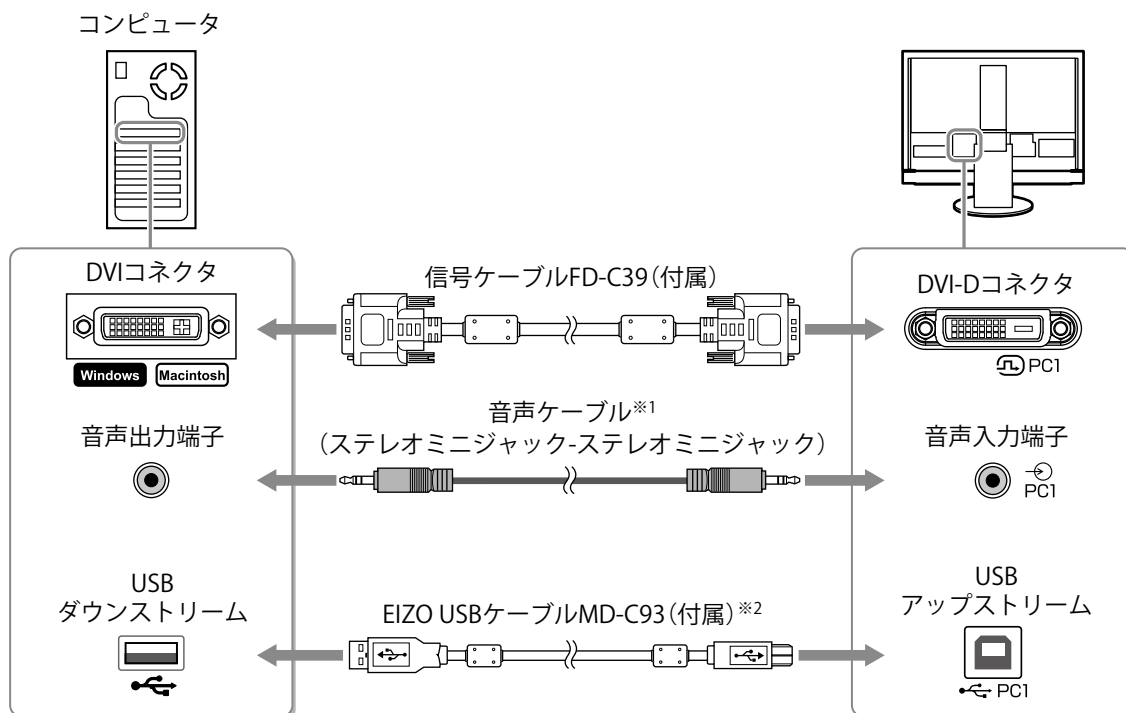 コンピュータ
DVIコネクタ
信号ケーブルFD-C39（付属）
DVI-Dコネクタ
Windows Macintosh
PC1
音声出力端子
音声ケーブル※1
（ステレオミニジャック-ステレオミニジャック）
音声入力端子
PC1
USB
ダウンストリーム
EIZO USBケーブルMD-C93（付属）※2
USB
アップストリーム
PC1